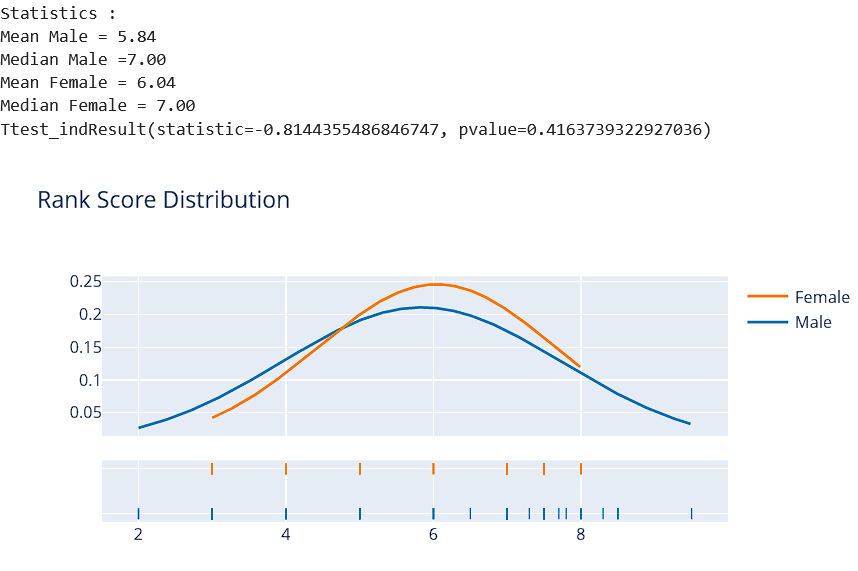 Statistics :
Mean Male = 5.84
Median Male =7.00
Mean Female = 6.04
Median Female = 7.00
Ttest_indResult(statistic=-0.8144355486846747, pvalue=0.4163739322927036)
Rank Score Distribution
0.25
0.2
0.15
0.1
0.05
Female
Male
2 4 6 8